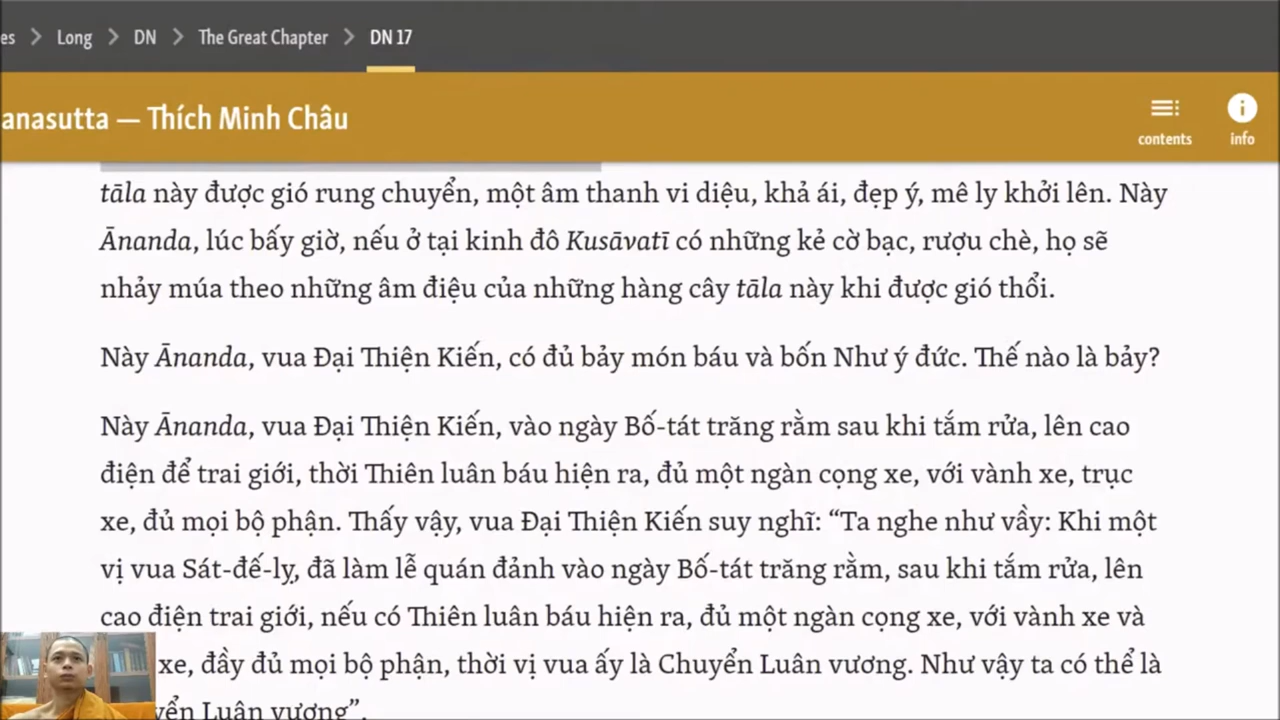 es > Long > DN > The Great Chapter > DN 17
anasutta — Thích Minh Châu
contents
info
tāla này được gió rung chuyển, một âm thanh vi diệu, khả ái, đẹp ý, mê ly khởi lên. Này
Ānanda, lúc bấy giờ, nếu ở tại kinh đô Kusāvatī có những kẻ cờ bạc, rượu chè, họ sẽ
nhảy múa theo những âm điệu của những hàng cây tāla này khi được gió thổi.
Này Ānanda, vua Đại Thiện Kiến, có đủ bảy món báu và bốn Như ý đức. Thế nào là bảy?
Này Ānanda, vua Đại Thiện Kiến, vào ngày Bố-tát trăng rằm sau khi tắm rửa, lên cao
điện để trai giới, thời Thiên luân báu hiện ra, đủ một ngàn cọng xe, với vành xe, trục
xe, đủ mọi bộ phận. Thấy vậy, vua Đại Thiện Kiến suy nghĩ: “Ta nghe như vầy: Khi một
vị vua Sát-đế-lỵ, đã làm lễ quán đảnh vào ngày Bố-tát trăng rằm, sau khi tắm rửa, lên
cao điện trai giới, nếu có Thiên luân báu hiện ra, đủ một ngàn cọng xe, với vành xe và
xe, đầy đủ mọi bộ phận, thời vị vua ấy là Chuyển Luân vương. Như vậy ta có thể là
yển Luân vương”.